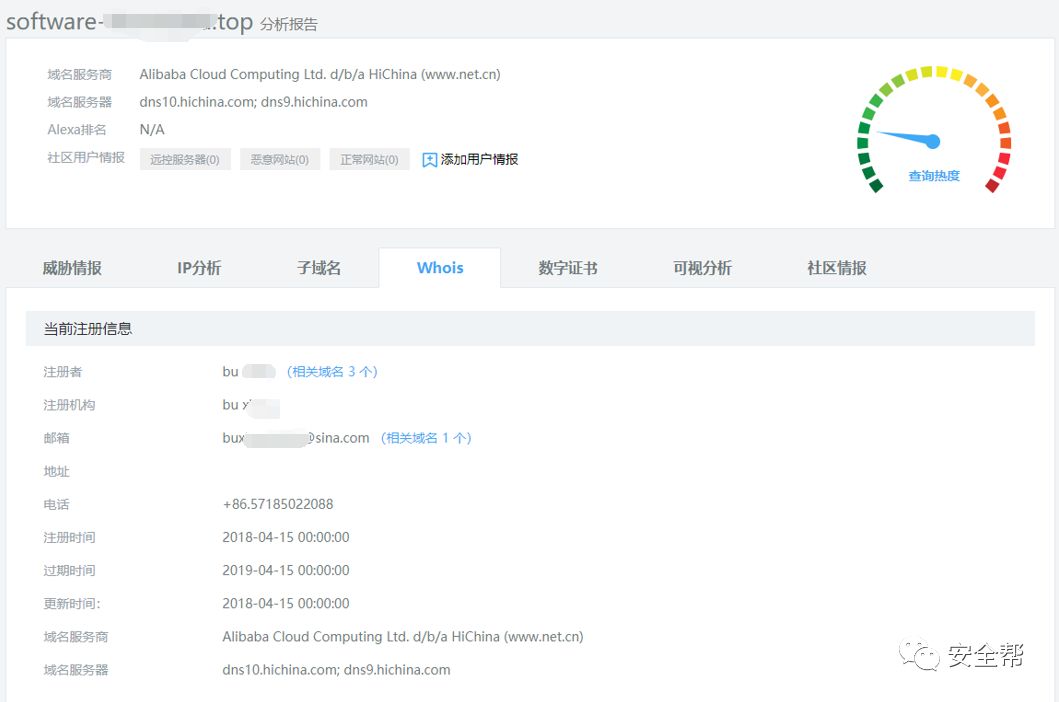 software- .top 分析报告
域名服务商 Alibaba Cloud Computing Ltd. d/b/a HiChina (www.net.cn)
域名服务器 dns10.hichina.com; dns9.hichina.com
Alexa排名 N/A
社区用户情报 远控服务器(0) 恶意网站(0) 正常网站(0) 添加用户情报
查询热度
威胁情报 IP分析 子域名 Whois 数字证书 可视分析 社区情报
当前注册信息
注册者 bu (相关域名 3 个)
注册机构 bu
邮箱 @sina.com (相关域名 1 个)
地址
电话 +86.57185022088
注册时间 2018-04-15 00:00:00
过期时间 2019-04-15 00:00:00
更新时间: 2018-04-15 00:00:00
域名服务商 Alibaba Cloud Computing Ltd. d/b/a HiChina (www.net.cn)
域名服务器 dns10.hichina.com; dns9.hichina.com
安全帮